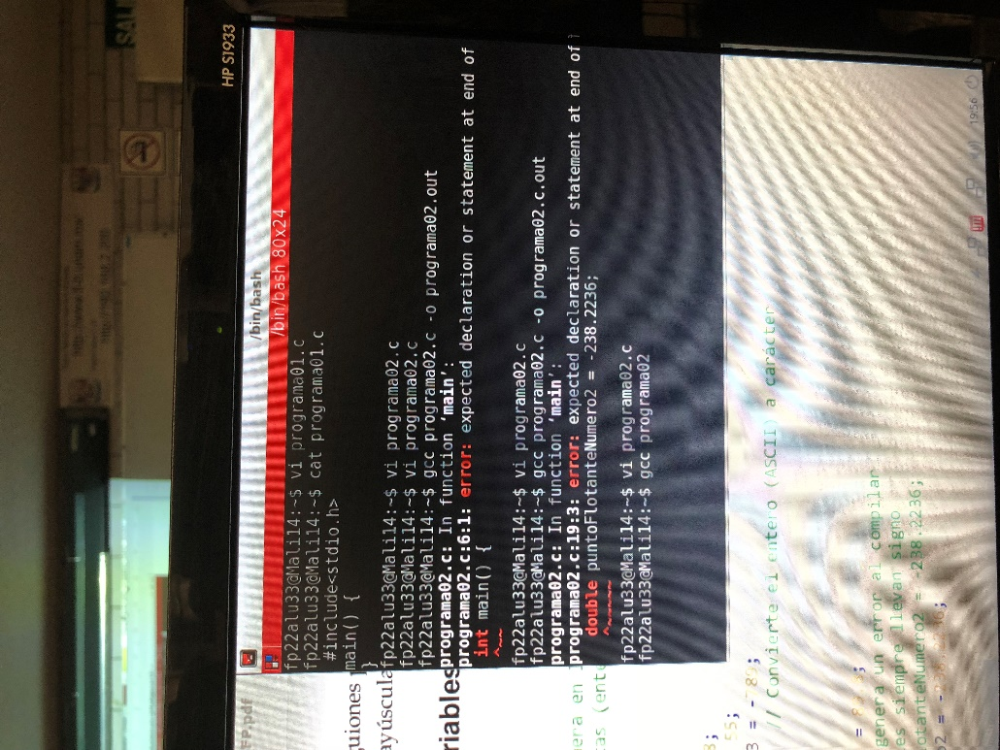 HP S1933
/bin/bash
/bin/bash 80x24
fp22alu33@Mali14:~$ vi programa01.c
fp22alu33@Mali14:~$ cat programa01.c
#include<stdio.h>
main() {
}
fp22alu33@Mali14:~$ vi programa02.c
fp22alu33@Mali14:~$ vi programa02.c
fp22alu33@Mali14:~$ gcc programa02.c -o programa02.out
programa02.c: In function ‘main’:
programa02.c:6:1: error: expected declaration or statement at end of
int main() {
^~~
fp22alu33@Mali14:~$ vi programa02.c
fp22alu33@Mali14:~$ gcc programa02.c -o programa02.c.out
programa02.c: In function ‘main’:
programa02.c:19:3: error: expected declaration or statement at end of
double puntoFlotanteNumero2 = -238.2236;
^~~~~~
fp22alu33@Mali14:~$ vi programa02.c
fp22alu33@Mali14:~$ gcc programa02
FP.pdf
guiones
ayúscula
riables
era en
tas (ent
55;
// Convierte el entero (ASCII) a carácter
genera un error al compilar
es siempre llevan signo
otanteNumero2 = -238.2236;
19:56